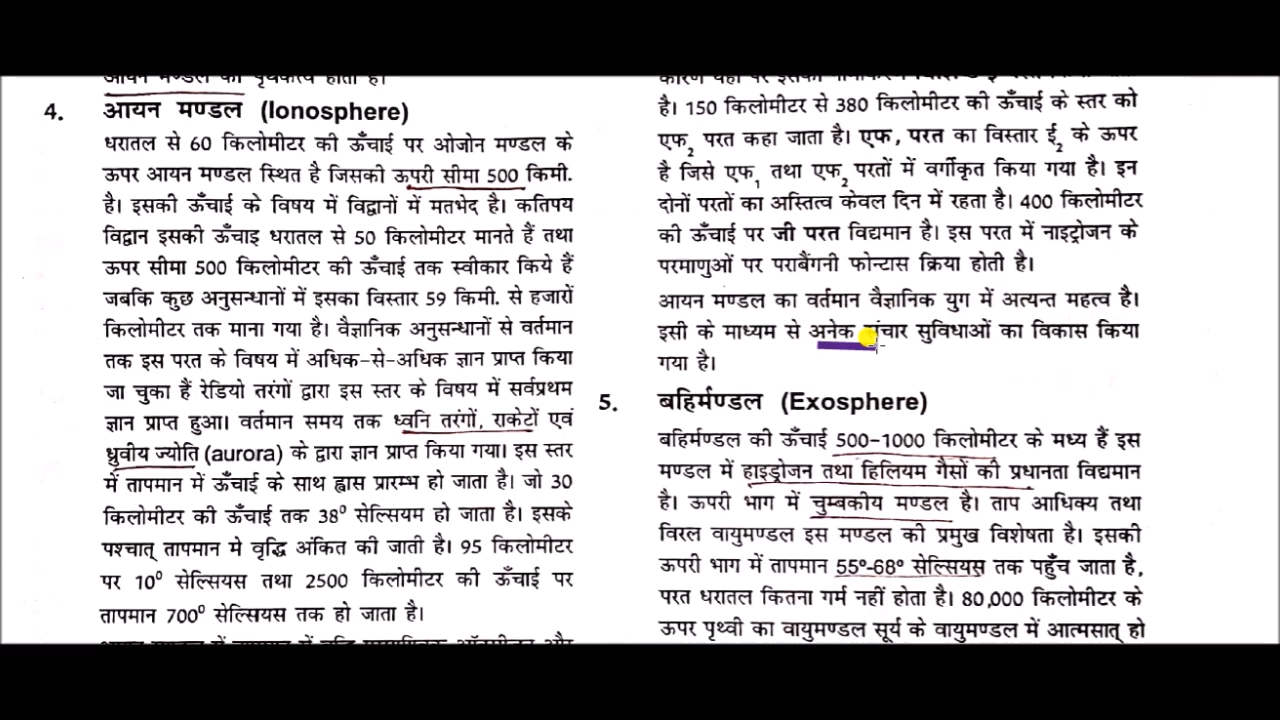 आयन मण्डल का पृथकत्व होता है।
4. आयन मण्डल (Ionosphere)
धरातल से 60 किलोमीटर की ऊँचाई पर ओजोन मण्डल के
ऊपर आयन मण्डल स्थित है जिसकी ऊपरी सीमा 500 किमी.
है। इसकी ऊँचाई के विषय में विद्वानों में मतभेद है। कतिपय
विद्वान इसकी ऊँचाइ धरातल से 50 किलोमीटर मानते हैं तथा
ऊपर सीमा 500 किलोमीटर की ऊँचाई तक स्वीकार किये हैं
जबकि कुछ अनुसन्धानों में इसका विस्तार 59 किमी. से हजारों
किलोमीटर तक माना गया है। वैज्ञानिक अनुसन्धानों से वर्तमान
तक इस परत के विषय में अधिक-से-अधिक ज्ञान प्राप्त किया
जा चुका हैं रेडियो तरंगों द्वारा इस स्तर के विषय में सर्वप्रथम
ज्ञान प्राप्त हुआ। वर्तमान समय तक ध्वनि तरंगों, राकेटों एवं
ध्रुवीय ज्योति (aurora) के द्वारा ज्ञान प्राप्त किया गया। इस स्तर
में तापमान में ऊँचाई के साथ ह्रास प्रारम्भ हो जाता है। जो 30
किलोमीटर की ऊँचाई तक 38⁰ सेल्सियम हो जाता है। इसके
पश्चात् तापमान मे वृद्धि अंकित की जाती है। 95 किलोमीटर
पर 10⁰ सेल्सियस तथा 2500 किलोमीटर की ऊँचाई पर
तापमान 700⁰ सेल्सियस तक हो जाता है।
है। 150 किलोमीटर से 380 किलोमीटर की ऊँचाई के स्तर को
एफ₂ परत कहा जाता है। एफ, परत का विस्तार ई₂ के ऊपर
है जिसे एफ₁ तथा एफ₂ परतों में वर्गीकृत किया गया है। इन
दोनों परतों का अस्तित्व केवल दिन में रहता है। 400 किलोमीटर
की ऊँचाई पर जी परत विद्यमान है। इस परत में नाइट्रोजन के
परमाणुओं पर पराबैंगनी फोन्टास क्रिया होती है।
आयन मण्डल का वर्तमान वैज्ञानिक युग में अत्यन्त महत्व है।
इसी के माध्यम से अनेक संचार सुविधाओं का विकास किया
गया है।
5. बहिर्मण्डल (Exosphere)
बहिर्मण्डल की ऊँचाई 500-1000 किलोमीटर के मध्य हैं इस
मण्डल में हाइड्रोजन तथा हिलियम गैसों की प्रधानता विद्यमान
है। ऊपरी भाग में चुम्बकीय मण्डल है। ताप आधिक्य तथा
विरल वायुमण्डल इस मण्डल की प्रमुख विशेषता है। इसकी
ऊपरी भाग में तापमान 55°-68° सेल्सियस तक पहुँच जाता है,
परत धरातल कितना गर्म नहीं होता है। 80,000 किलोमीटर के
ऊपर पृथ्वी का वायुमण्डल सूर्य के वायुमण्डल में आत्मसात् हो